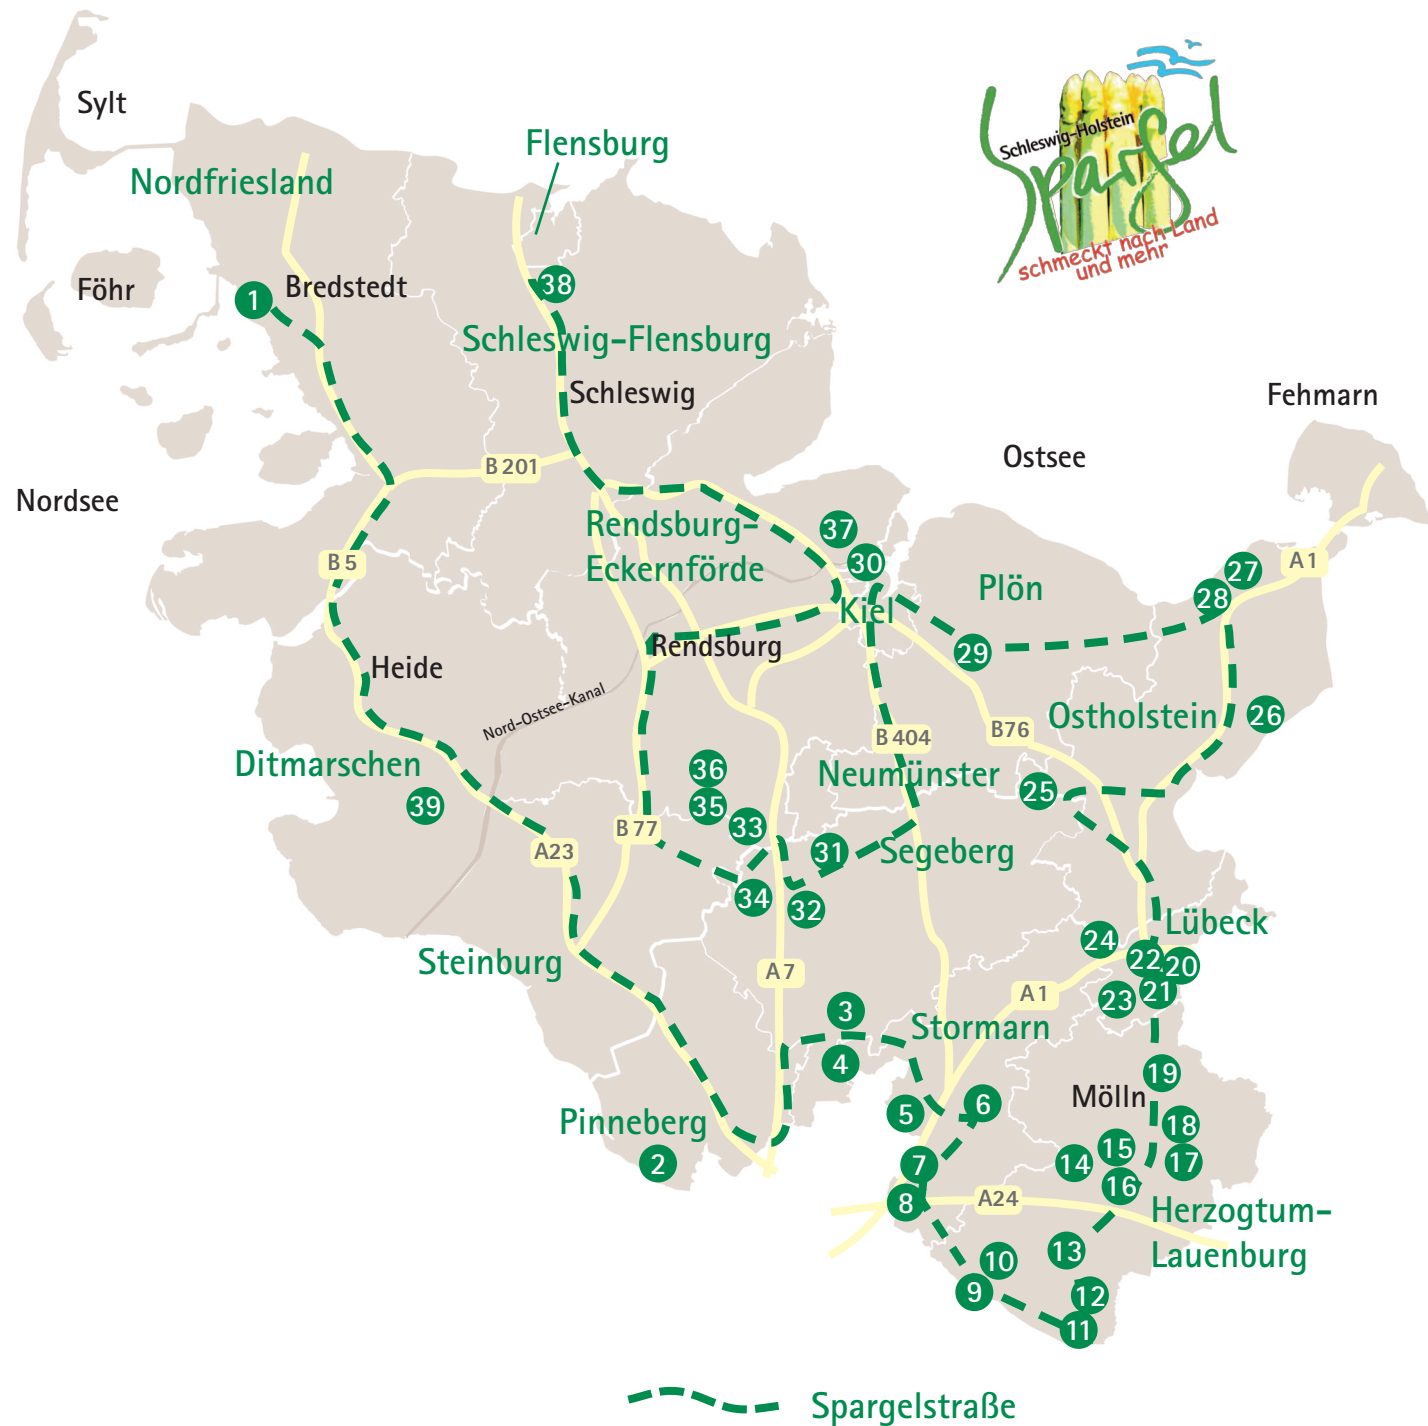 Sylt
Schleswig-Holstein
Spargel
schmeckt nach Land
und mehr
Flensburg
Nordfriesland
Föhr
Bredstedt
1
38
Schleswig-Flensburg
Schleswig
Fehmarn
Ostsee
B 201
Nordsee
Rendsburg-
Eckernförde
37
30
B 5
A 1
27
28
Plön
Kiel
29
Rendsburg
Heide
Nord-Ostsee-Kanal
Ostholstein
26
B 404
B76
Ditmarschen
39
36
35
Neumünster
25
33
B 77
A23
31
Segeberg
34
32
Lübeck
24
22
20
Steinburg
A 7
A 1
23
21
3
Stormarn
4
19
Mölln
5
6
Pinneberg
2
18
15
14
17
7
16
8
A24
Herzogtum-
Lauenburg
13
10
9
12
11
Spargelstraße